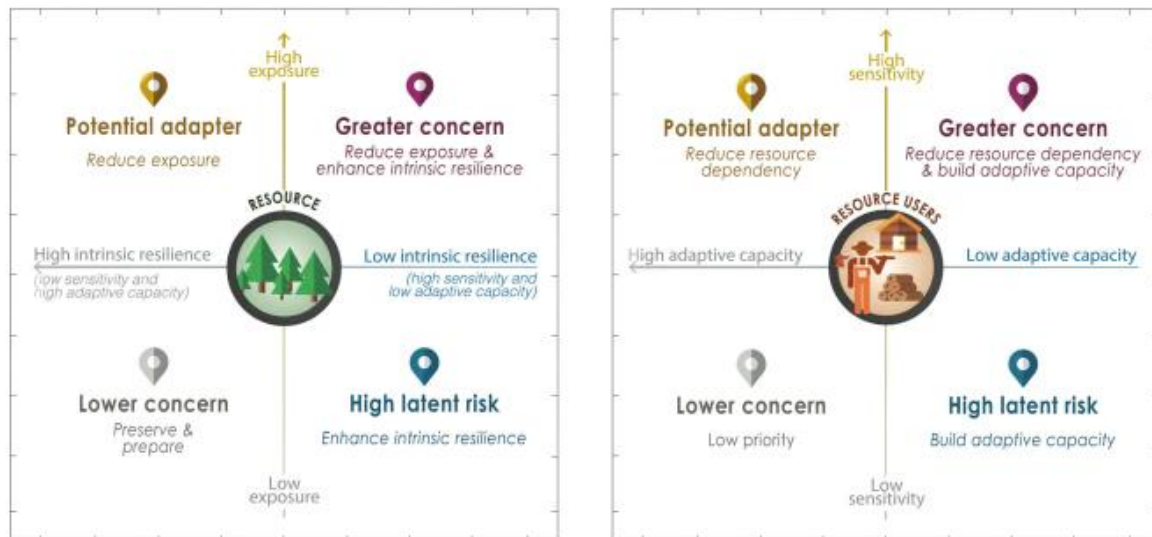 High
exposure
Potential adapter
Reduce exposure
Greater concern
Reduce exposure &
enhance intrinsic resilience
RESOURCE
High intrinsic resilience
(low sensitivity and
high adaptive capacity)
Low intrinsic resilience
(high sensitivity and
low adaptive capacity)
Lower concern
Preserve &
prepare
High latent risk
Enhance intrinsic resilience
Low
exposure
High
sensitivity
Potential adapter
Reduce resource
dependency
Greater concern
Reduce resource dependency
& build adaptive capacity
RESOURCE USERS
High adaptive capacity
Low adaptive capacity
Lower concern
Low priority
High latent risk
Build adaptive capacity
Low
sensitivity